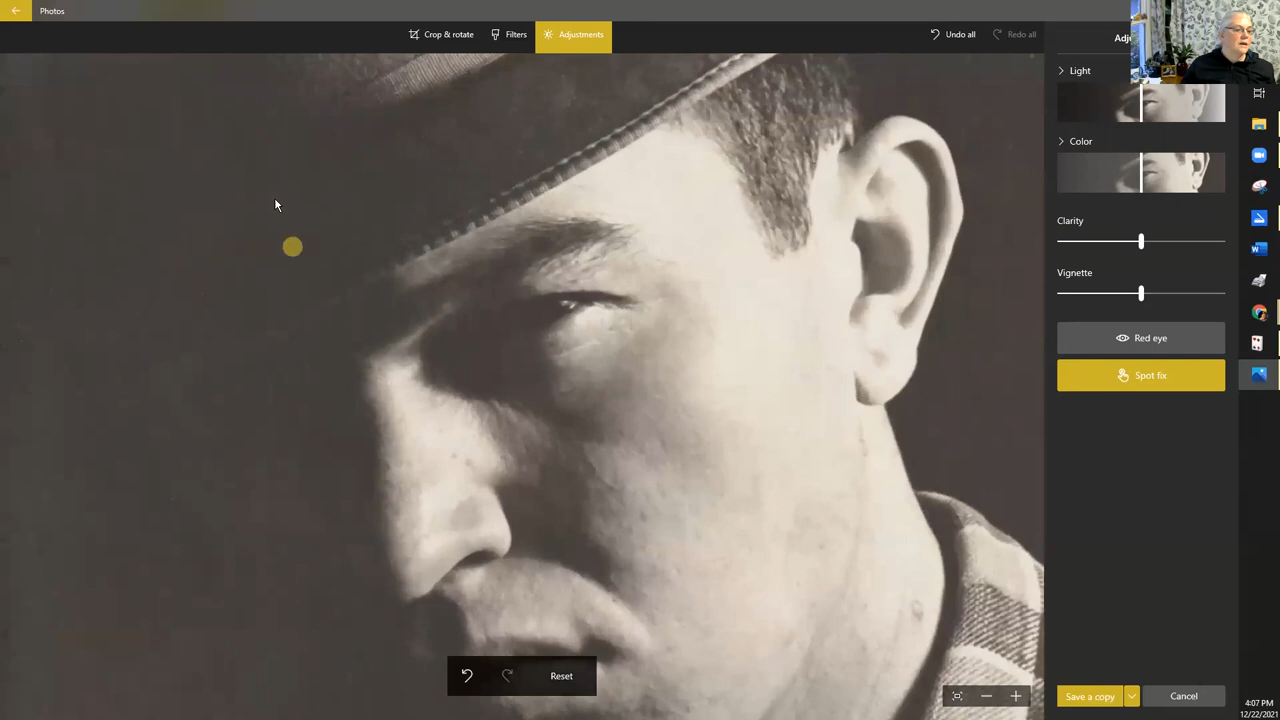 Photos
Crop & rotate
Filters
Adjustments
Undo all
Redo all
Adj
Light
Color
Clarity
Vignette
Red eye
Spot fix
Reset
Save a copy
Cancel
4:07 PM
12/22/2021